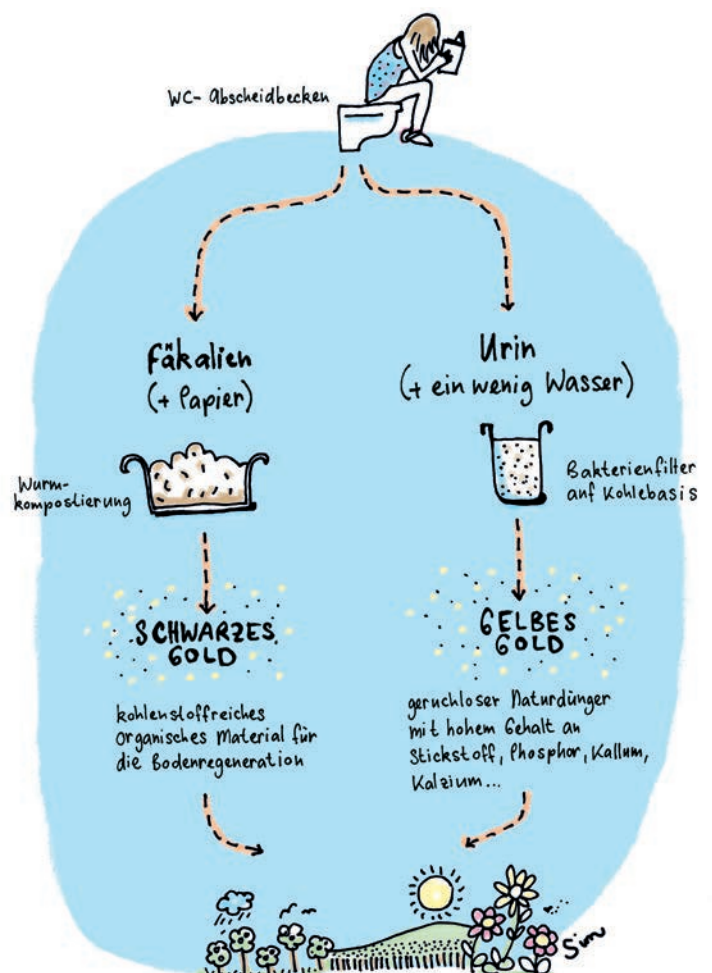 WC-Abscheidbecken
Fäkalien
(+ Papier)
Urin
(+ ein wenig Wasser)
Wurm-
kompostierung
Bakterienfilter
auf Kohlebasis
SCHWARZES
GOLD
GELBES
GOLD
kohlenstoffreiches
organisches Material für
die Bodenregeneration
geruchloser Naturdünger
mit hohem Gehalt an
Stickstoff, Phosphor, Kallum,
Kalzium...
Sim